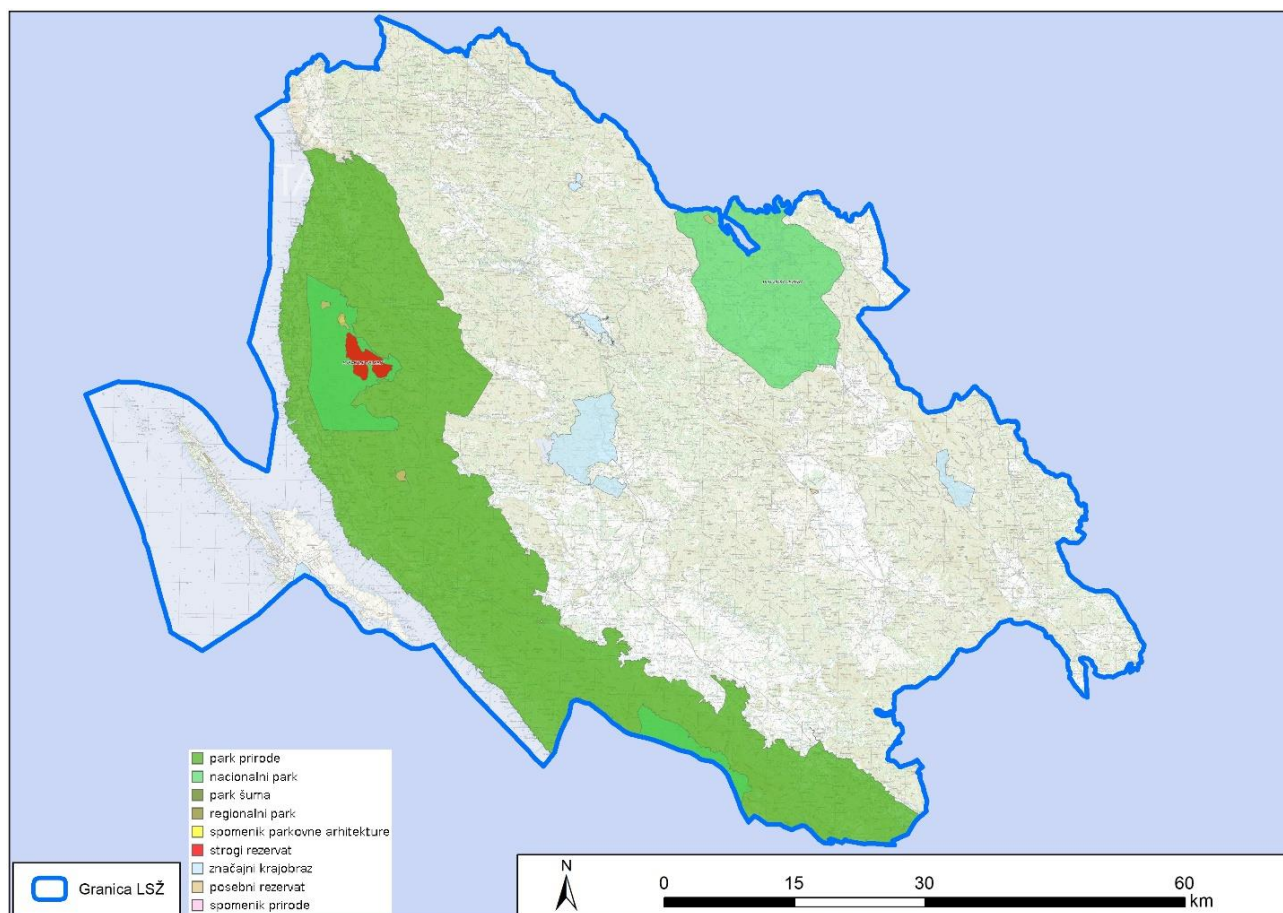 park prirode
nacionalni park
park šuma
regionalni park
spomenik parkovne arhitekture
strogi rezervat
značajni krajobraz
posebni rezervat
spomenik prirode
Granica LSŽ
N
0 15 30 60
km